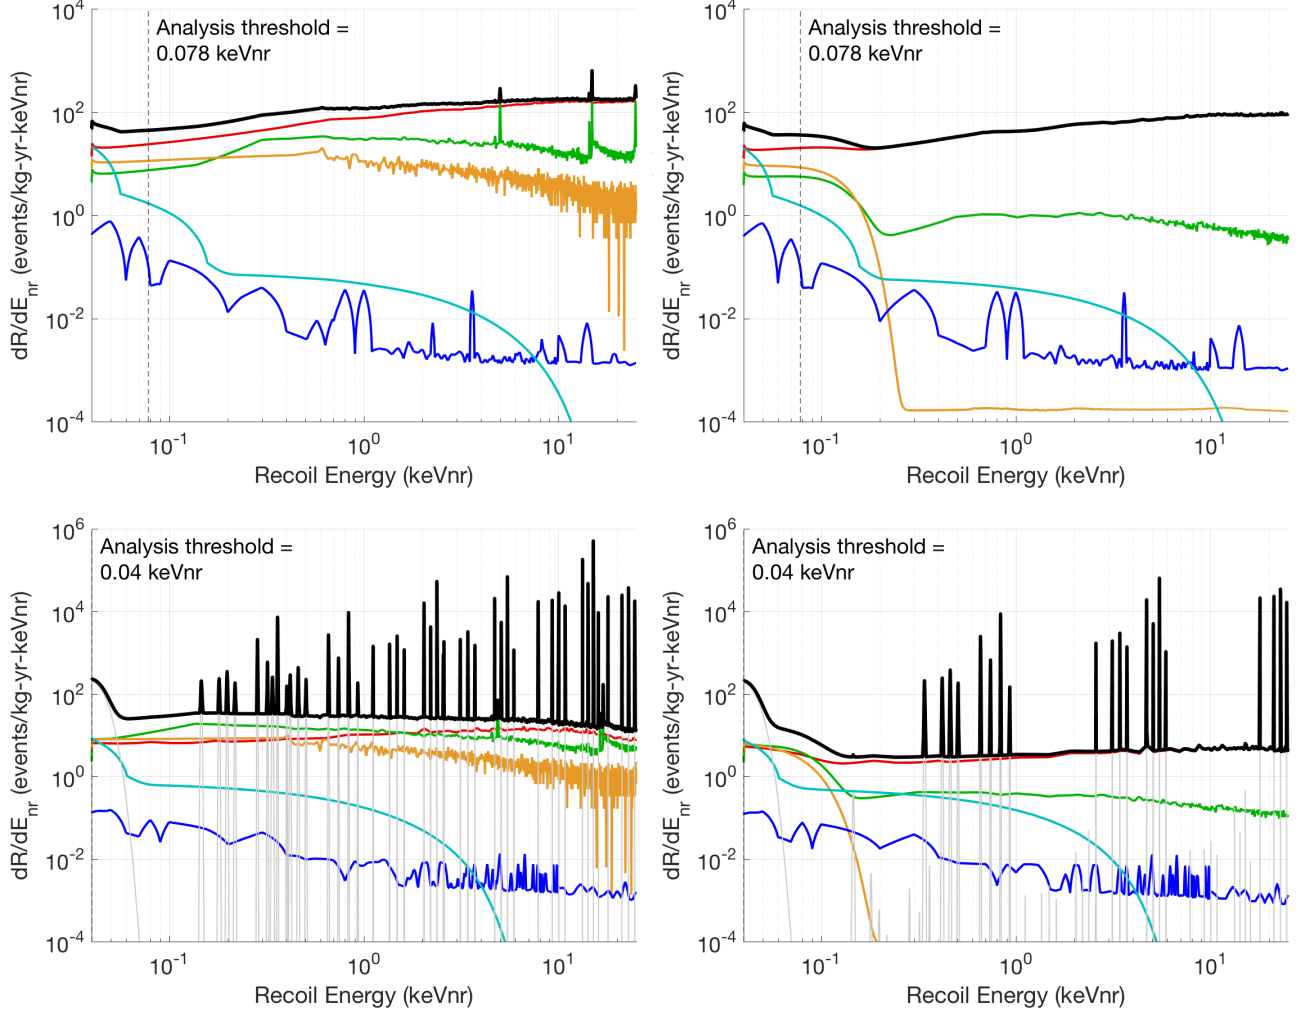 Analysis threshold =
0.078 keVnr
dR/dE_nr (events/kg-yr-keVnr)
10^4
10^2
10^0
10^-2
10^-4
10^-1
10^0
10^1
Recoil Energy (keVnr)
Analysis threshold =
0.078 keVnr
dR/dE_nr (events/kg-yr-keVnr)
10^4
10^2
10^0
10^-2
10^-4
10^-1
10^0
10^1
Recoil Energy (keVnr)
Analysis threshold =
0.04 keVnr
dR/dE_nr (events/kg-yr-keVnr)
10^6
10^4
10^2
10^0
10^-2
10^-4
10^-1
10^0
10^1
Recoil Energy (keVnr)
Analysis threshold =
0.04 keVnr
dR/dE_nr (events/kg-yr-keVnr)
10^6
10^4
10^2
10^0
10^-2
10^-4
10^-1
10^0
10^1
Recoil Energy (keVnr)